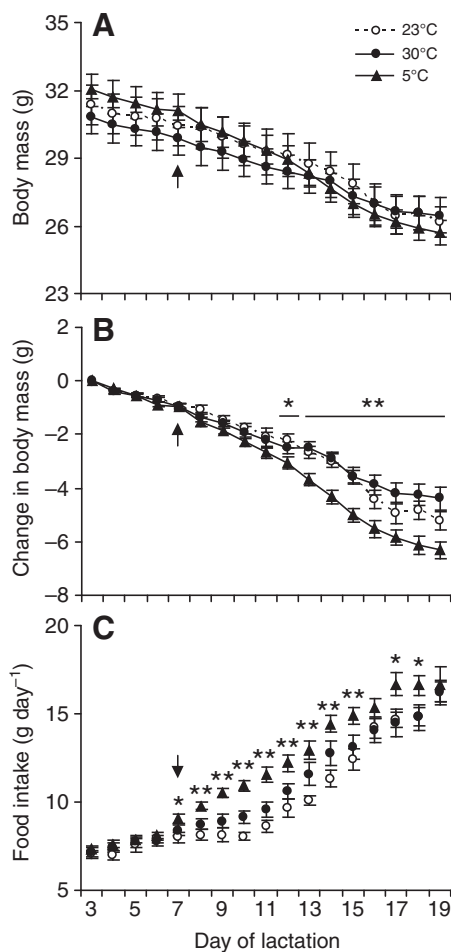 A
23°C
30°C
5°C
35
32
29
26
23
Body mass (g)
B
2
0
–2
–4
–6
–8
Change in body mass (g)
*
**
C
20
15
10
5
Food intake (g day–1)
*
**
**
**
**
**
**
**
**
*
*
3 5 7 9 11 13 15 17 19
Day of lactation